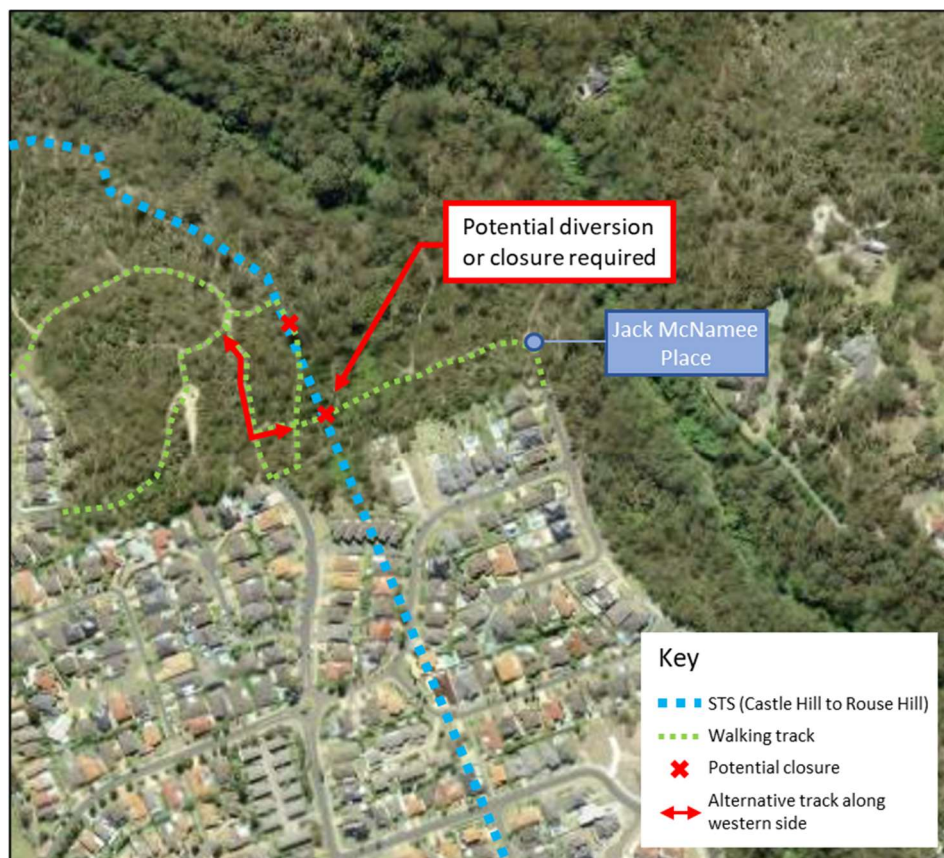 Potential diversion
or closure required
Jack McNamee
Place
Key
STS (Castle Hill to Rouse Hill)
Walking track
Potential closure
Alternative track along
western side